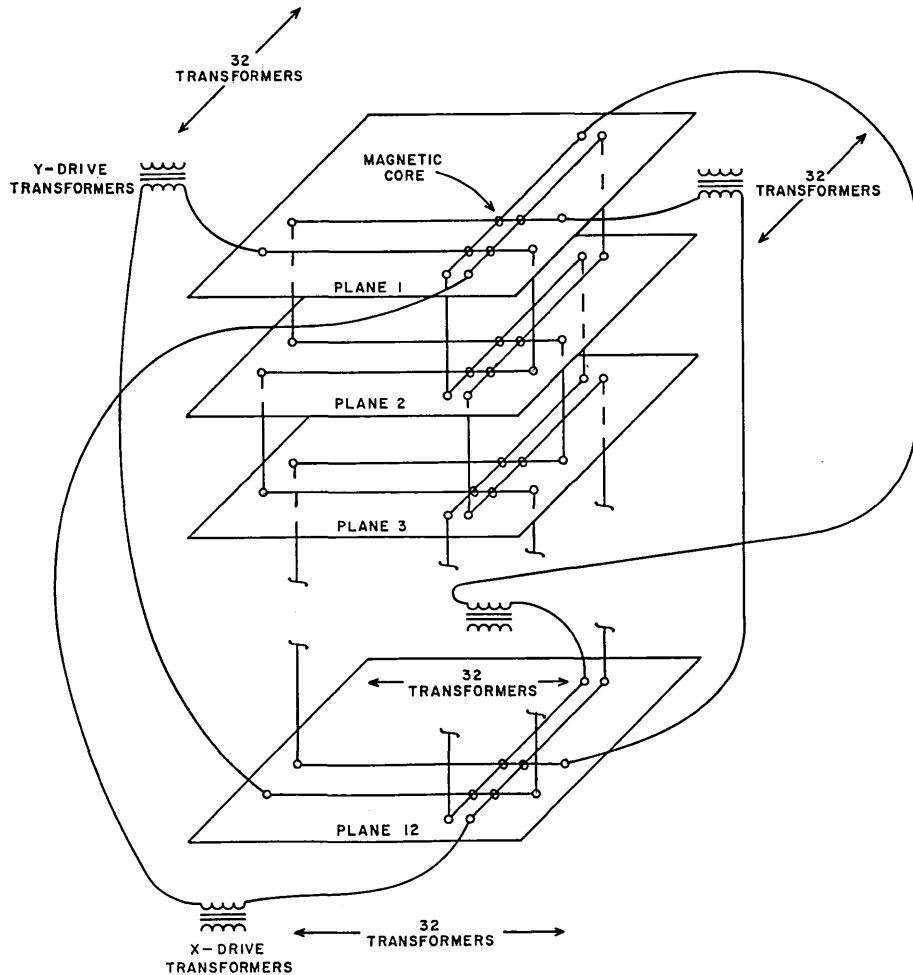 32
TRANSFORMERS
Y-DRIVE
TRANSFORMERS
MAGNETIC
CORE
32
TRANSFORMERS
PLANE 1
PLANE 2
PLANE 3
32
TRANSFORMERS
PLANE 12
32
TRANSFORMERS
X-DRIVE
TRANSFORMERS